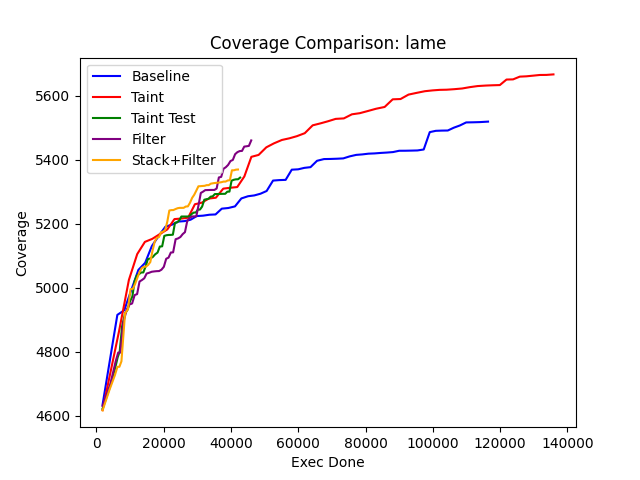 Coverage Comparison: lame
Baseline
Taint
Taint Test
Filter
Stack+Filter
Coverage
5600
5400
5200
5000
4800
4600
0 20000 40000 60000 80000 100000 120000 140000
Exec Done